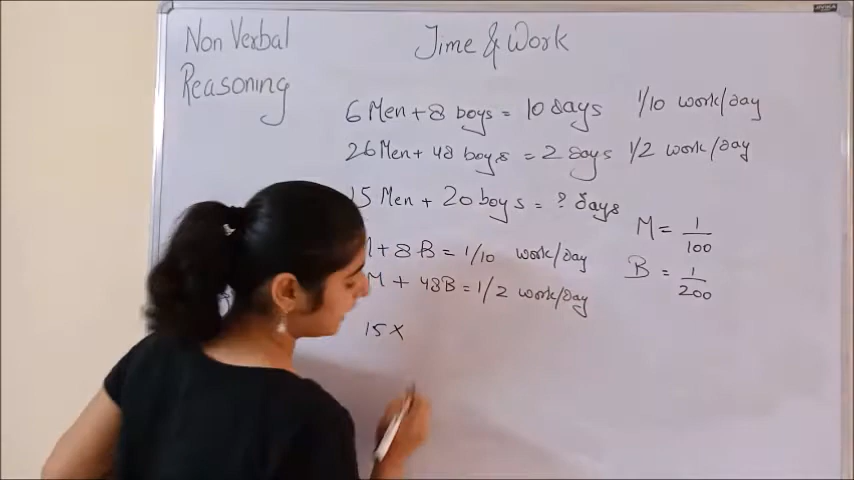 Non Verbal
Reasoning
Time & Work
6 Men + 8 boys = 10 days 1/10 work/day
26 Men + 48 boys = 2 days 1/2 work/day
15 Men + 20 boys = ? days
M = 1/100
B = 1/200
M + 8 B = 1/10 work/day
M + 48B = 1/2 work/day
15 ×